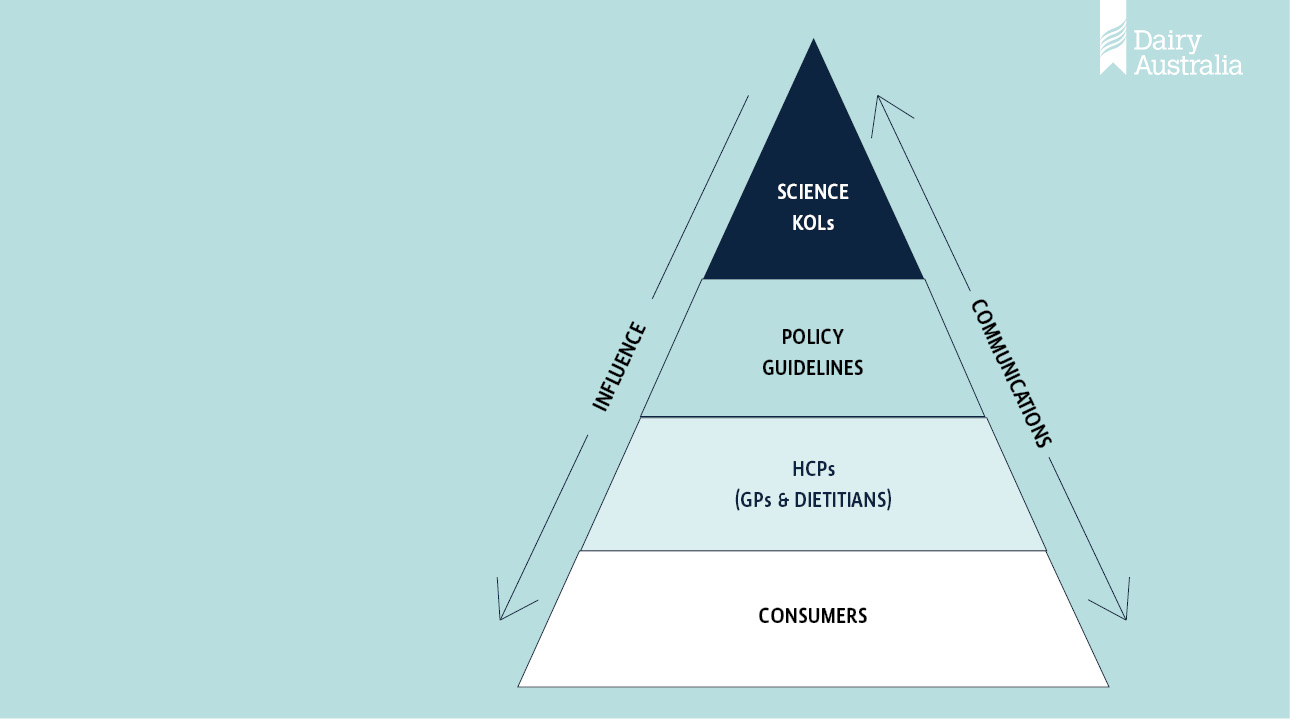 Dairy
Australia
SCIENCE
KOLs
INFLUENCE
COMMUNICATIONS
POLICY
GUIDELINES
HCPs
(GPs & DIETITIANS)
CONSUMERS